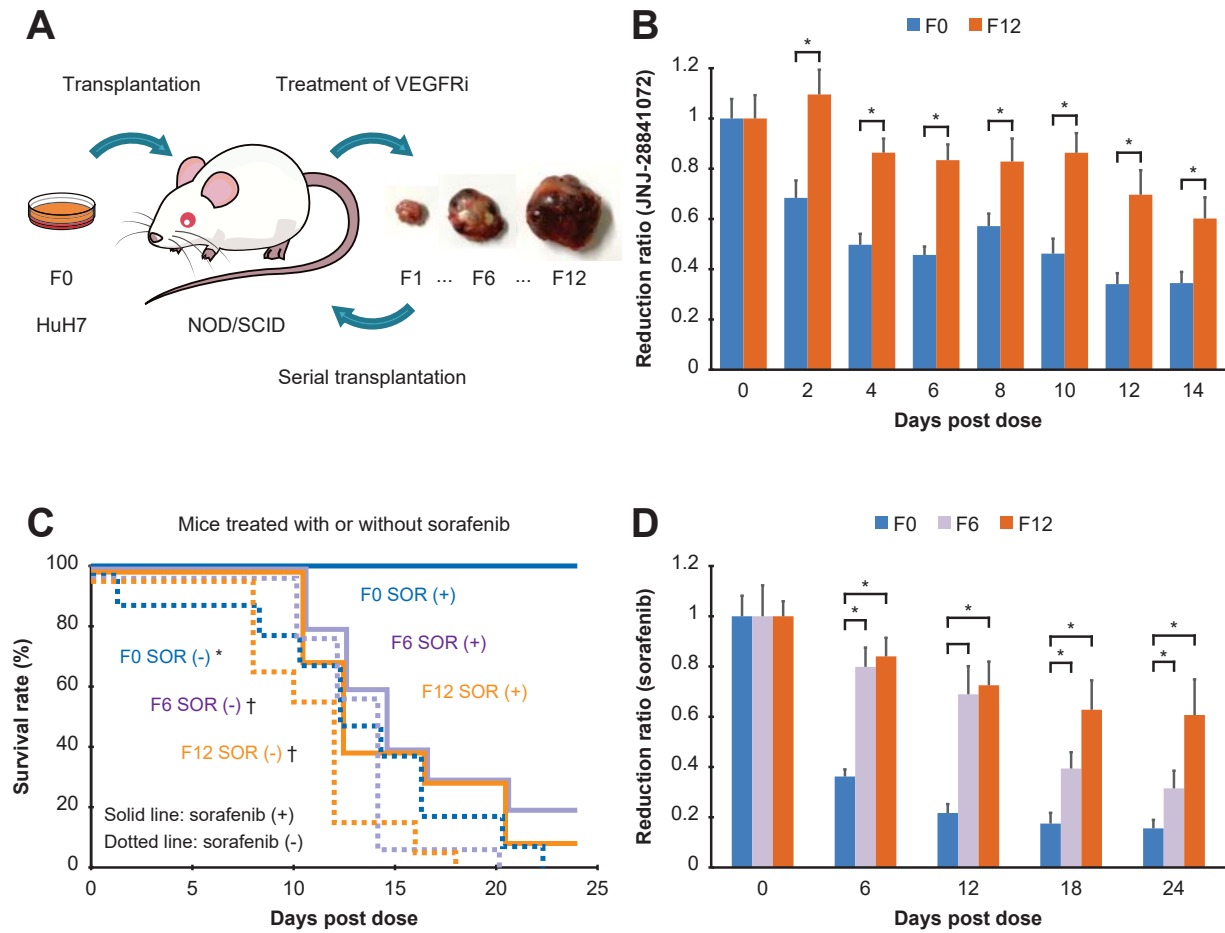 A
Transplantation
Treatment of VEGFRi
F0
F1 ... F6 ... F12
HuH7
NOD/SCID
Serial transplantation
B
F0 F12
Reduction ratio (JNJ-28841072)
1.2
1
0.8
0.6
0.4
0.2
0
* * * * * * *
0 2 4 6 8 10 12 14
Days post dose
C
Mice treated with or without sorafenib
Survival rate (%)
100
80
60
40
20
0
F0 SOR (+)
F6 SOR (+)
F12 SOR (+)
F0 SOR (-) *
F6 SOR (-) †
F12 SOR (-) †
Solid line: sorafenib (+)
Dotted line: sorafenib (-)
0 5 10 15 20 25
Days post dose
D
F0 F6 F12
Reduction ratio (sorafenib)
1.2
1
0.8
0.6
0.4
0.2
0
* * * * * * *
0 6 12 18 24
Days post dose